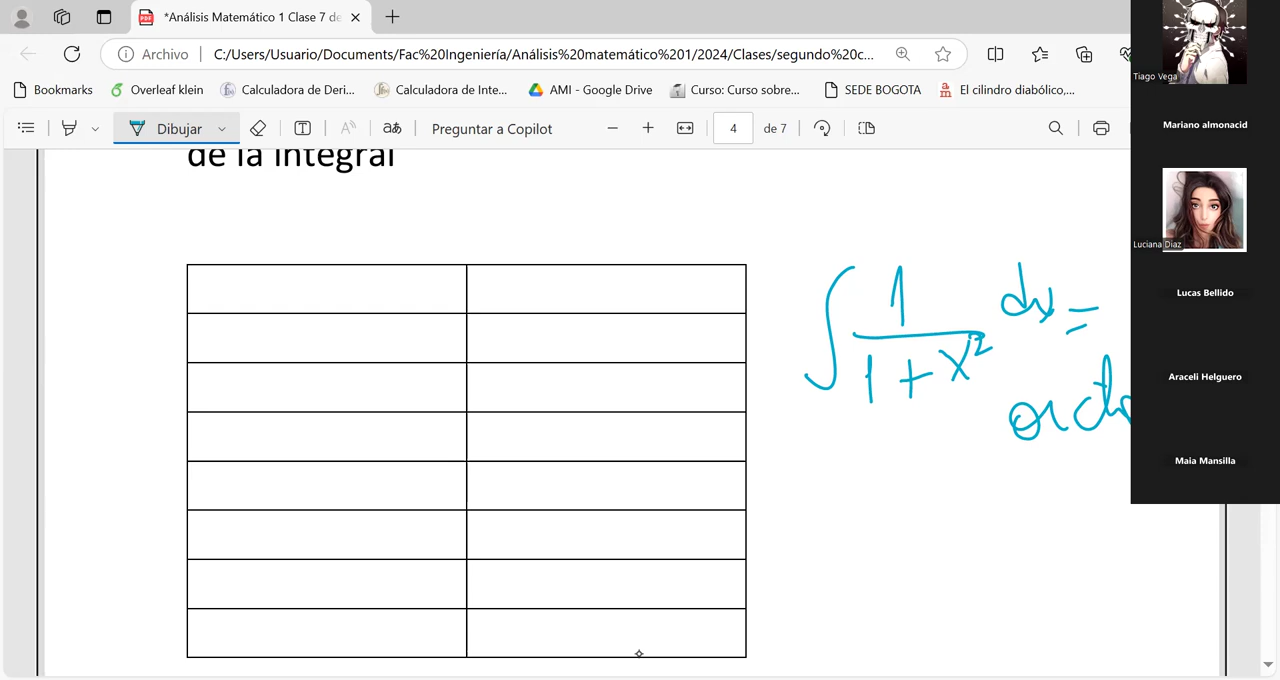 *Análisis Matemático 1 Clase 7 de
Archivo
C:/Users/Usuario/Documents/Fac%20Ingeniería/Análisis%20matemático%201/2024/Clases/segundo%20c...
Bookmarks
Overleaf klein
Calculadora de Deri...
Calculadora de Inte...
AMI - Google Drive
Curso: Curso sobre...
SEDE BOGOTA
El cilindro diabólico,...
Dibujar
Preguntar a Copilot
4
de 7
de la integral
∫ 1/(1 + x²) dx =
Tiago Vega
Mariano almonacid
Luciana Diaz
Lucas Bellido
Araceli Helguero
Maia Mansilla